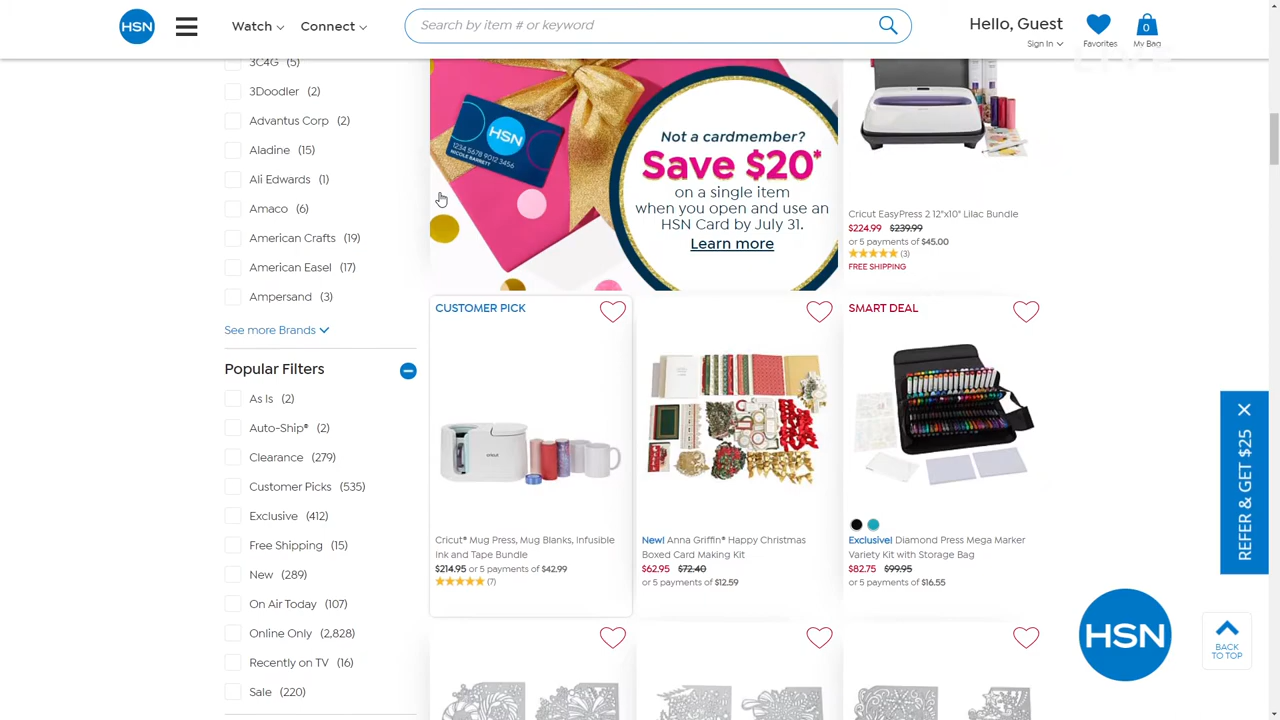 HSN
Watch
Connect
Search by item # or keyword
Hello, Guest
Sign In
Favorites
0
My Bag
3C4G (5)
3Doodler (2)
Advantus Corp (2)
Aladine (15)
Ali Edwards (1)
Amaco (6)
American Crafts (19)
American Easel (17)
Ampersand (3)
See more Brands
Popular Filters
As Is (2)
Auto-Ship® (2)
Clearance (279)
Customer Picks (535)
Exclusive (412)
Free Shipping (15)
New (289)
On Air Today (107)
Online Only (2,828)
Recently on TV (16)
Sale (220)
HSN
1234 5678 9012 3456
NICOLE BARRETT
Not a cardmember?
Save $20*
on a single item
when you open and use an
HSN Card by July 31.
Learn more
Cricut EasyPress 2 12"x10" Lilac Bundle
$224.99 $239.99
or 5 payments of $45.00
(3)
FREE SHIPPING
CUSTOMER PICK
cricut
Cricut® Mug Press, Mug Blanks, Infusible
Ink and Tape Bundle
$214.95 or 5 payments of $42.99
(7)
New! Anna Griffin® Happy Christmas
Boxed Card Making Kit
$62.95 $72.40
or 5 payments of $12.59
SMART DEAL
Exclusive! Diamond Press Mega Marker
Variety Kit with Storage Bag
$82.75 $99.95
or 5 payments of $16.55
REFER & GET $25
HSN
BACK
TO TOP